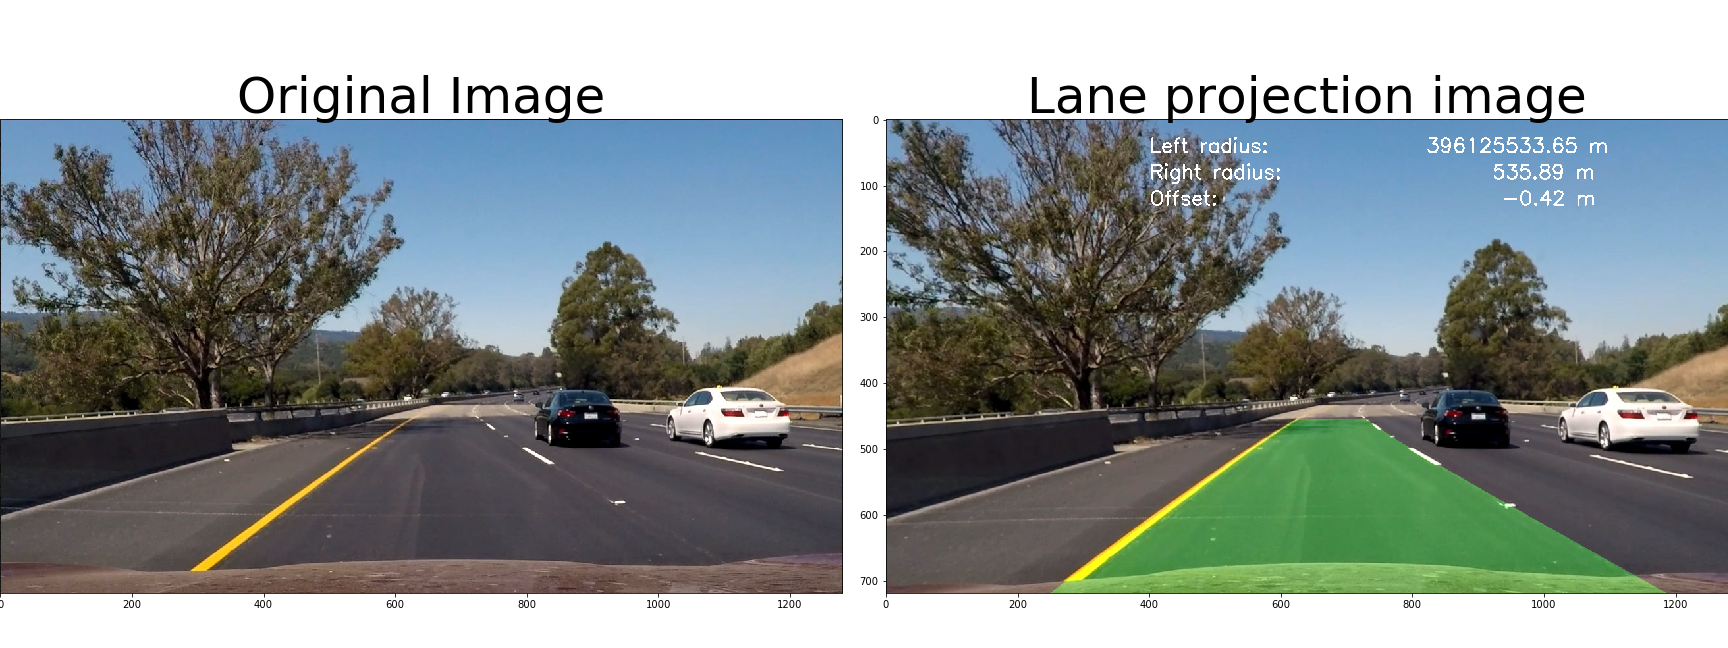 Original Image
Lane projection image
Left radius: 396125533.65 m
Right radius: 535.89 m
Offset: -0.42 m
0
100
200
300
400
500
600
700
0 200 400 600 800 1000 1200
0 200 400 600 800 1000 1200